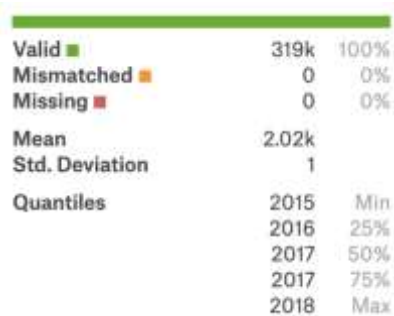 Valid 319k 100%
Mismatched 0 0%
Missing 0 0%
Mean 2.02k
Std. Deviation 1
Quantiles 2015 Min
2016 25%
2017 50%
2017 75%
2018 Max